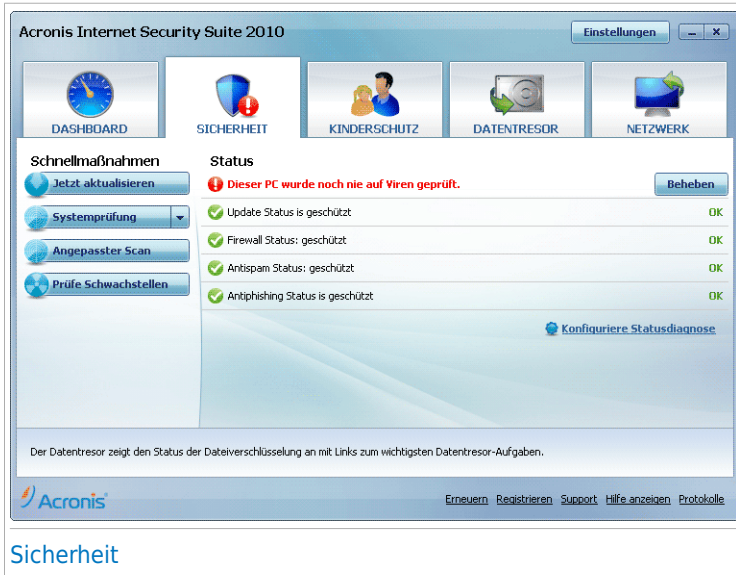 Acronis Internet Security Suite 2010
Einstellungen
DASHBOARD
SICHERHEIT
KINDERSCHUTZ
DATENTRESOR
NETZWERK
Schnellmaßnahmen
Jetzt aktualisieren
Systemprüfung
Angepasster Scan
Prüfe Schwachstellen
Status
Dieser PC wurde noch nie auf Viren geprüft.
Beheben
Update Status is geschützt OK
Firewall Status: geschützt OK
Antispam Status: geschützt OK
Antiphishing Status is geschützt OK
Konfiguriere Statusdiagnose
Der Datentresor zeigt den Status der Dateiverschlüsselung an mit Links zum wichtigsten Datentresor-Aufgaben.
Acronis
Erneuern Registrieren Support Hilfe anzeigen Protokolle
Sicherheit